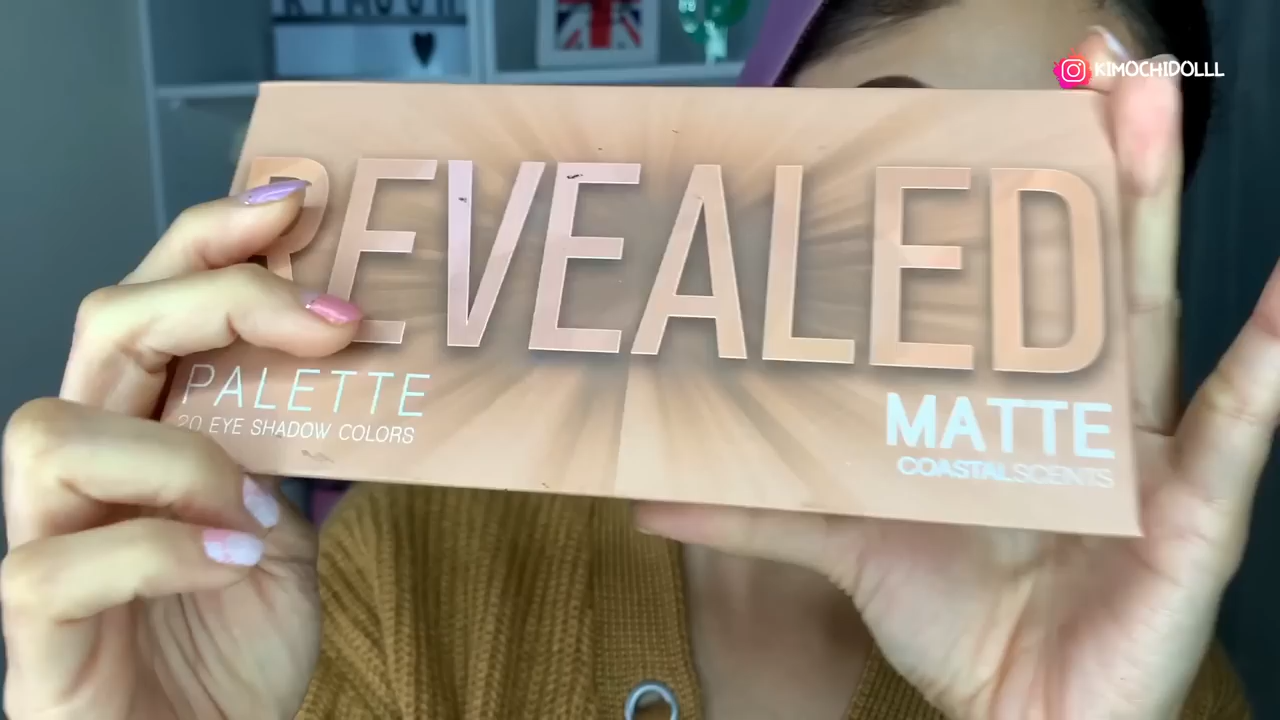 KIMOCHIDOLLL
REVEALED
PALETTE
20 EYE SHADOW COLORS
MATTE
COASTALSCENTS